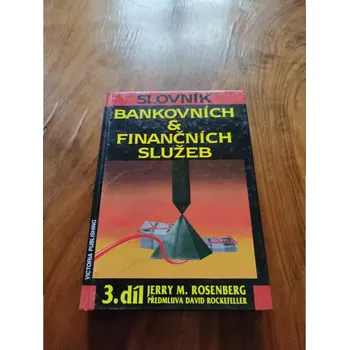 SLOVNÍK
BANKOVNÍCH
&
FINANČNÍCH
SLUŽEB
VICTORIA PUBLISHING
3. díl
JERRY M. ROSENBERG
PŘEDMLUVA DAVID ROCKEFELLER